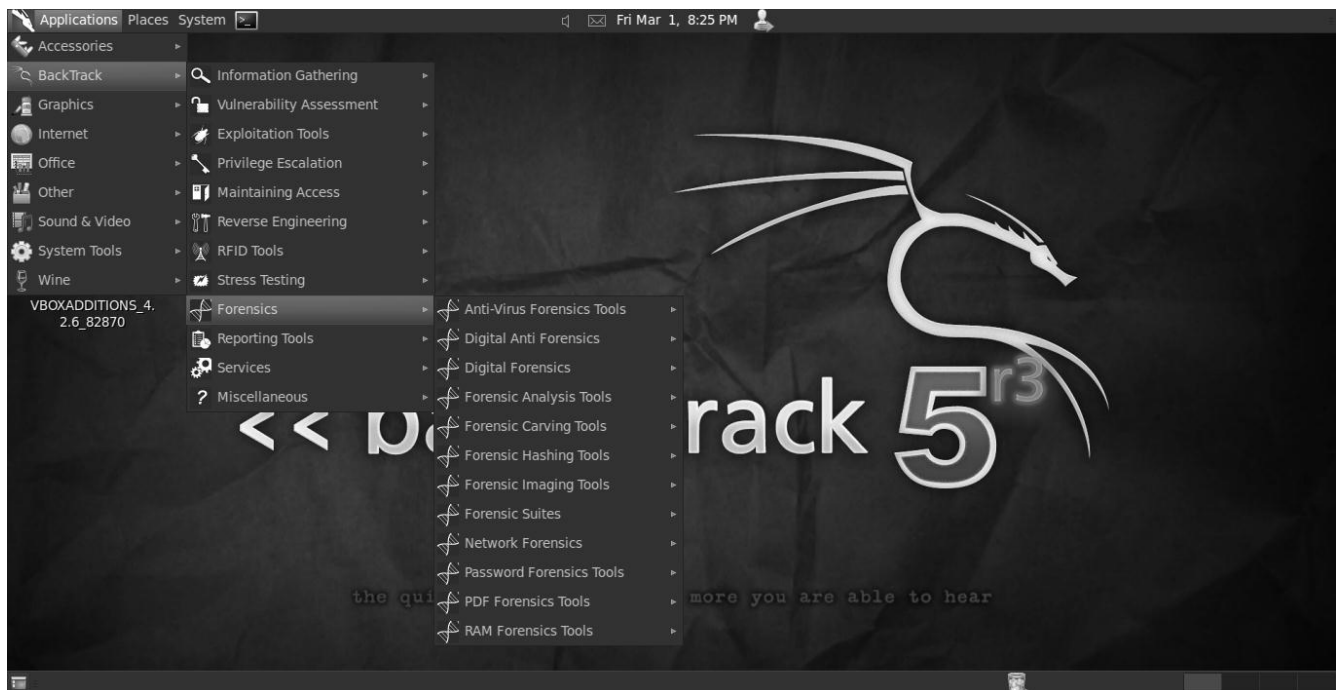 Applications Places System Fri Mar 1, 8:25 PM
Accessories
BackTrack
Graphics
Internet
Office
Other
Sound & Video
System Tools
Wine
VBOXADDITIONS_4.
2.6_82870
Information Gathering
Vulnerability Assessment
Exploitation Tools
Privilege Escalation
Maintaining Access
Reverse Engineering
RFID Tools
Stress Testing
Forensics
Reporting Tools
Services
Miscellaneous
Anti-Virus Forensics Tools
Digital Anti Forensics
Digital Forensics
Forensic Analysis Tools
Forensic Carving Tools
Forensic Hashing Tools
Forensic Imaging Tools
Forensic Suites
Network Forensics
Password Forensics Tools
PDF Forensics Tools
RAM Forensics Tools
<< b rack 5 r3
the qui more you are able to hear